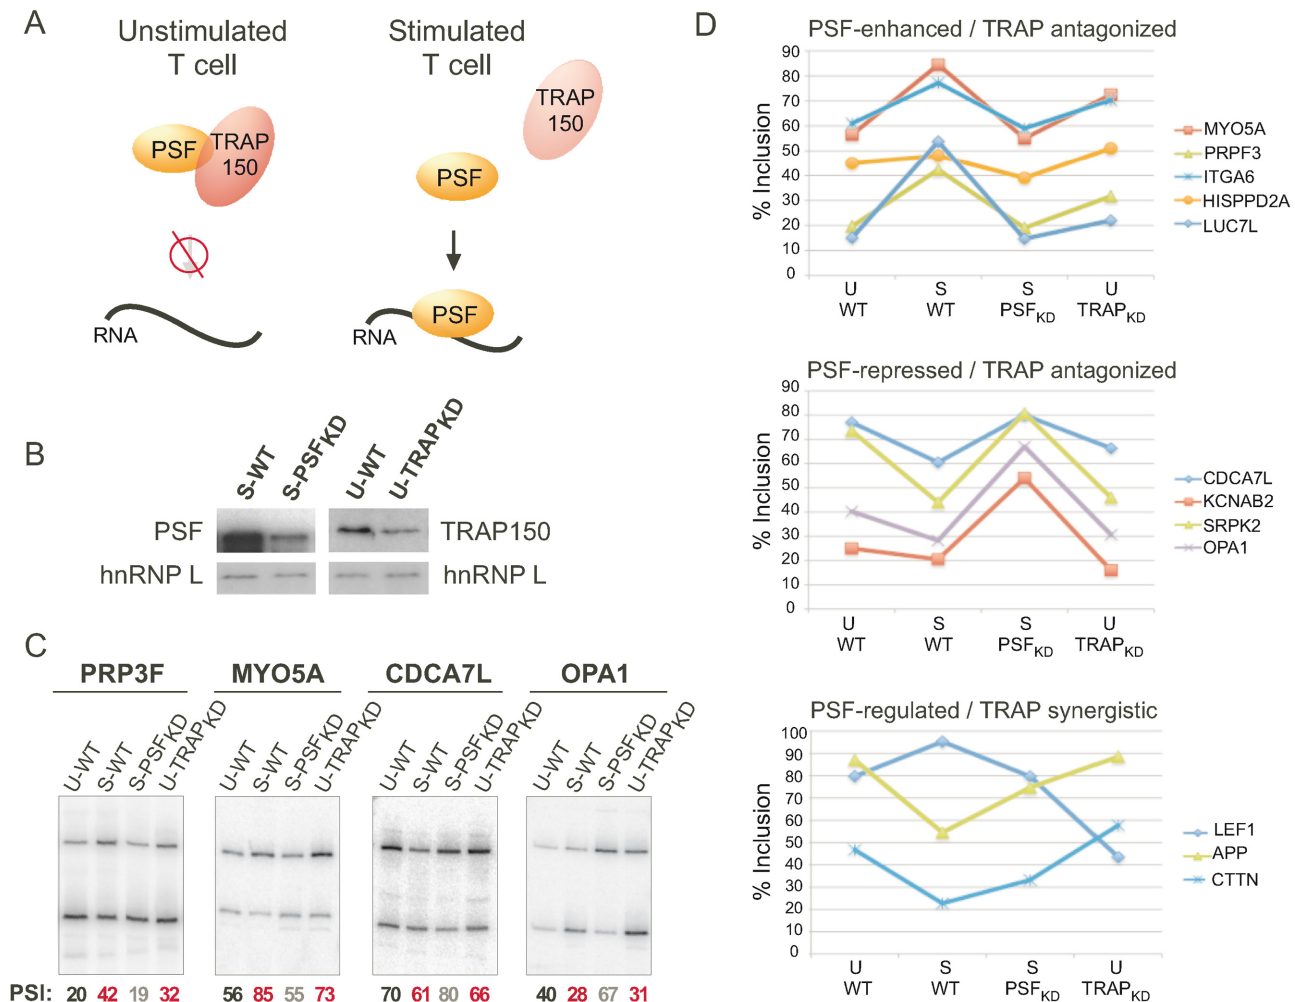 A
Unstimulated
T cell
Stimulated
T cell
PSF
TRAP
150
TRAP
150
PSF
RNA
RNA
PSF
B
S-WT
S-PSFKD
U-WT
U-TRAPKD
PSF
TRAP150
hnRNP L
hnRNP L
C
PRP3F
MYO5A
CDCA7L
OPA1
U-WT
S-WT
S-PSFKD
U-TRAPKD
U-WT
S-WT
S-PSFKD
U-TRAPKD
U-WT
S-WT
S-PSFKD
U-TRAPKD
U-WT
S-WT
S-PSFKD
U-TRAPKD
PSI: 20 42 19 32 56 85 55 73 70 61 80 66 40 28 67 31
D
PSF-enhanced / TRAP antagonized
% Inclusion
90
80
70
60
50
40
30
20
10
0
U
WT
S
WT
S
PSFKD
U
TRAPKD
MYO5A
PRPF3
ITGA6
HISPPD2A
LUC7L
PSF-repressed / TRAP antagonized
% Inclusion
90
80
70
60
50
40
30
20
10
0
U
WT
S
WT
S
PSFKD
U
TRAPKD
CDCA7L
KCNAB2
SRPK2
OPA1
PSF-regulated / TRAP synergistic
% Inclusion
100
90
80
70
60
50
40
30
20
10
0
U
WT
S
WT
S
PSFKD
U
TRAPKD
LEF1
APP
CTTN